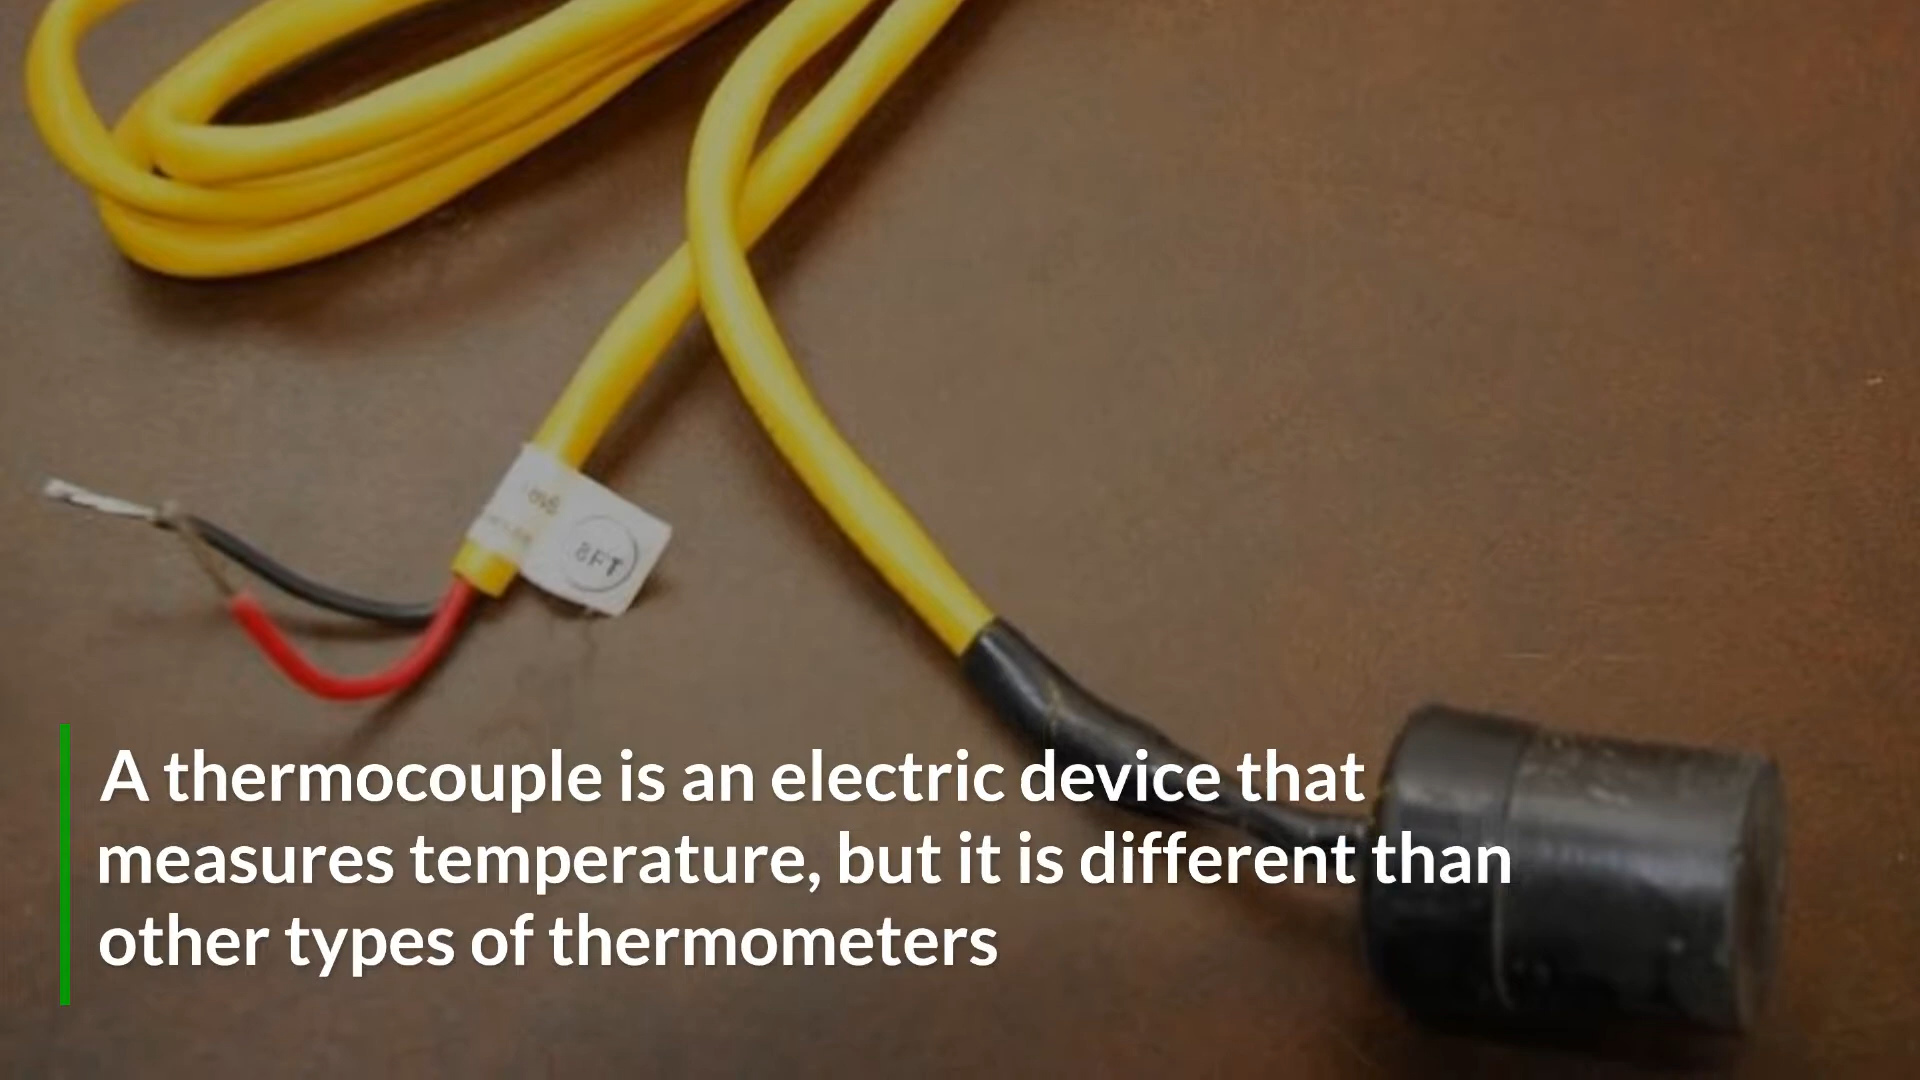 8FT
A thermocouple is an electric device that
measures temperature, but it is different than
other types of thermometers